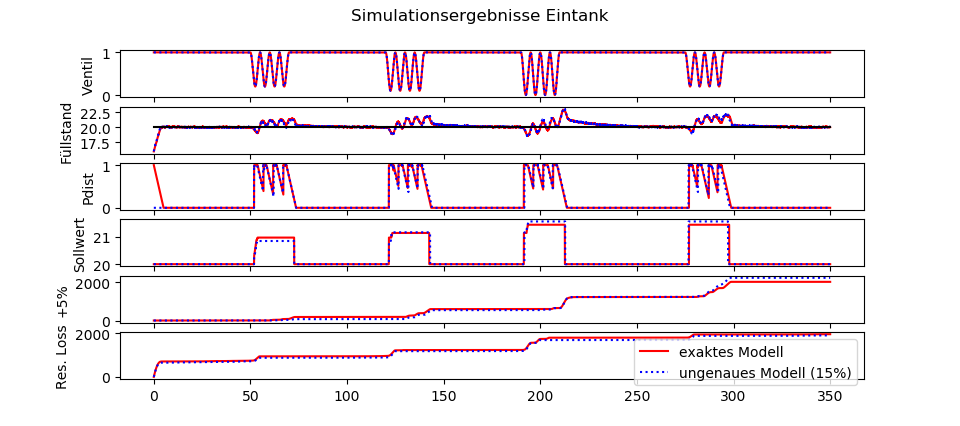 Simulationsergebnisse Eintank
Ventil
1
0
Füllstand
22.5
20.0
17.5
Pdist
1
0
Sollwert
21
20
+5%
2000
0
Res. Loss
2000
0
exaktes Modell
ungenaues Modell (15%)
0 50 100 150 200 250 300 350